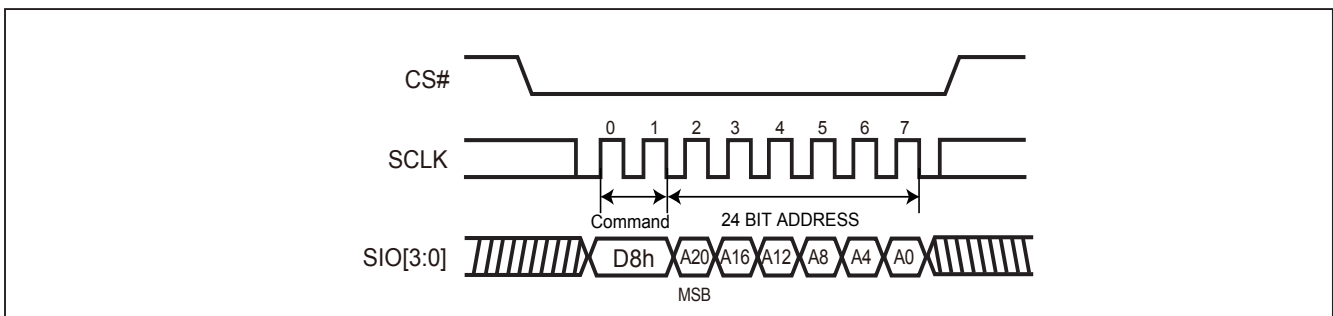 CS#
0 1 2 3 4 5 6 7
SCLK
Command 24 BIT ADDRESS
SIO[3:0] D8h A20 A16 A12 A8 A4 A0
MSB